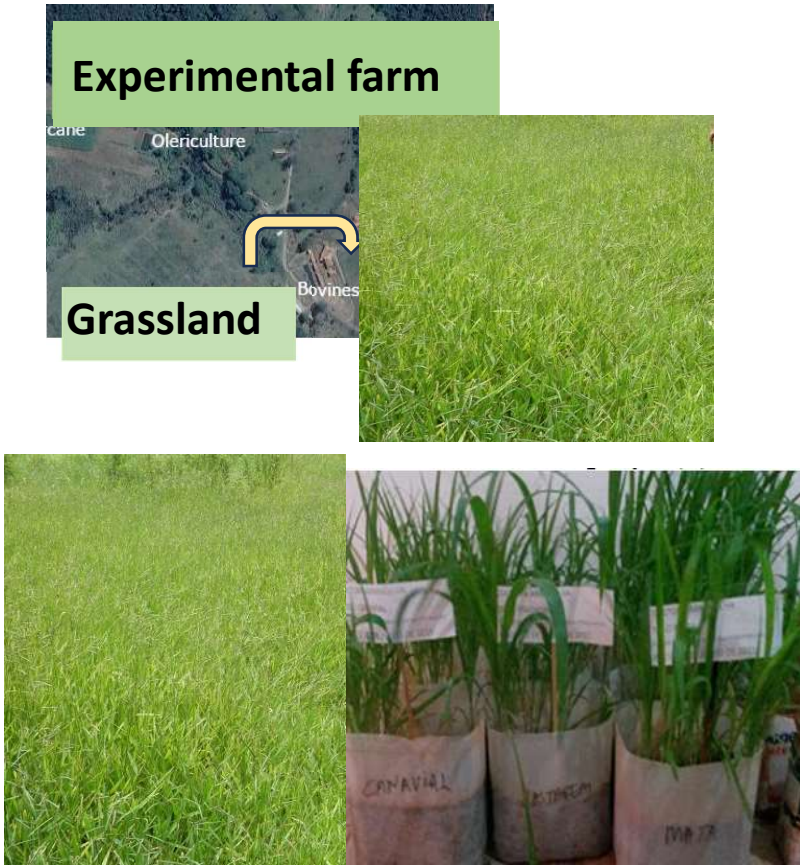 Experimental farm
cane
Olericulture
Bovines
Grassland
CANAVIAL
PASTAGEM
MATA